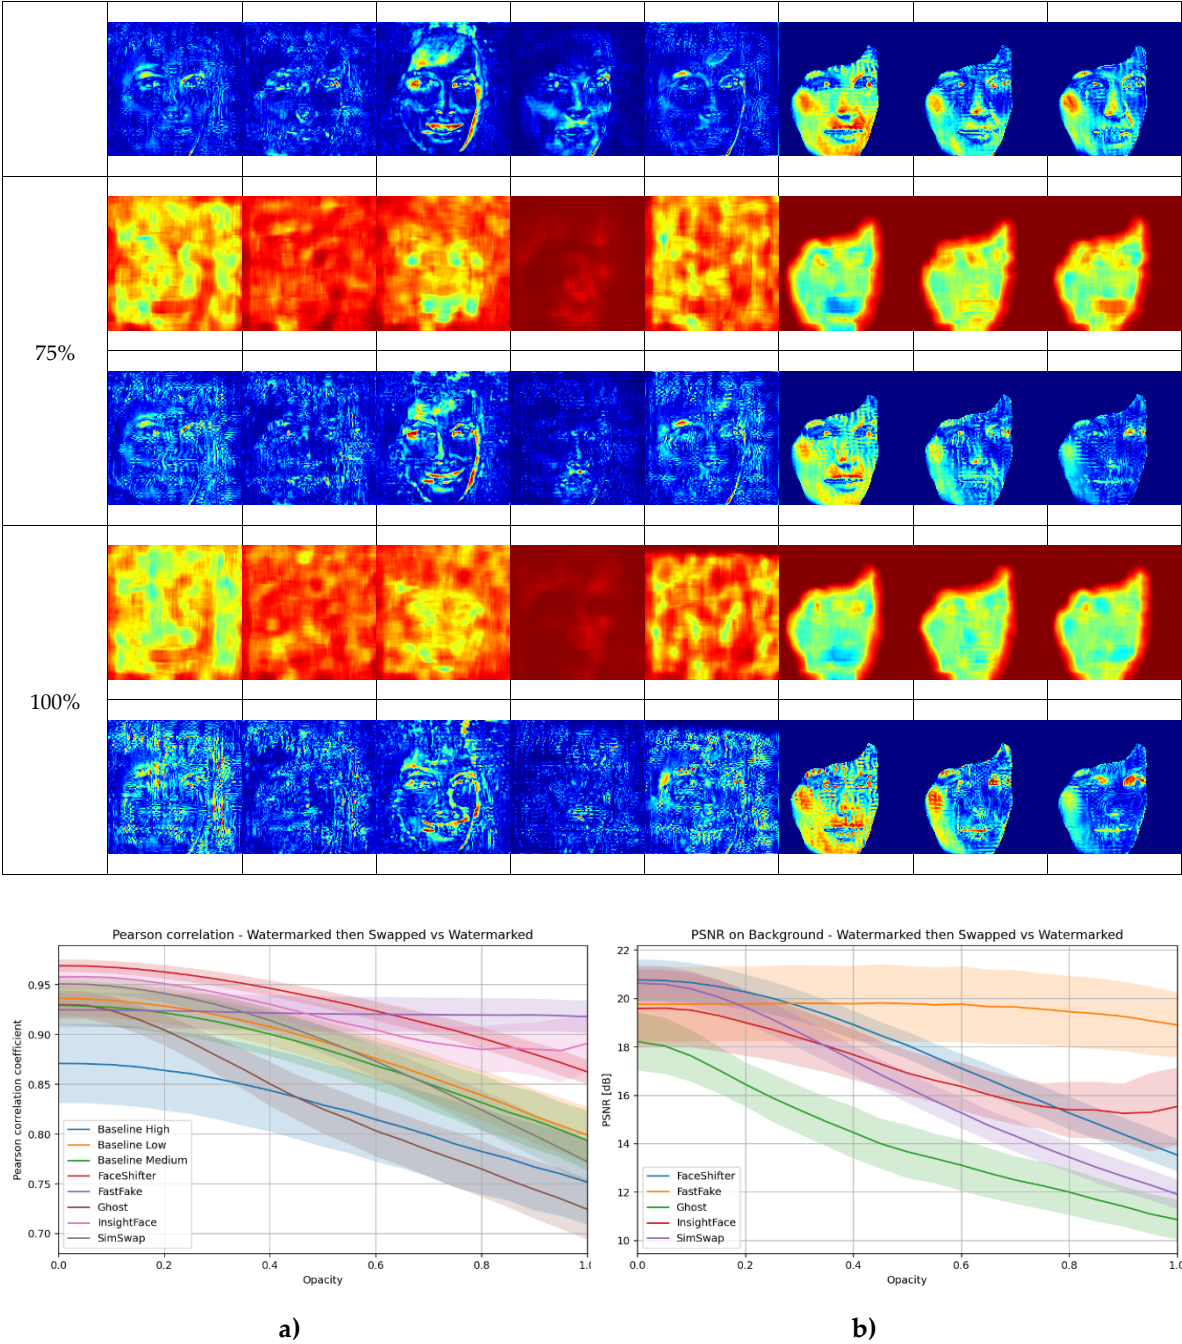 75%
100%
Pearson correlation - Watermarked then Swapped vs Watermarked
Pearson correlation coefficient
0.95
0.90
0.85
0.80
0.75
0.70
Baseline High
Baseline Low
Baseline Medium
FaceShifter
FastFake
Ghost
InsightFace
SimSwap
0.0
0.2
0.4
0.6
0.8
1.0
Opacity
a)
PSNR on Background - Watermarked then Swapped vs Watermarked
PSNR [dB]
22
20
18
16
14
12
10
FaceShifter
FastFake
Ghost
InsightFace
SimSwap
0.0
0.2
0.4
0.6
0.8
1.0
Opacity
b)